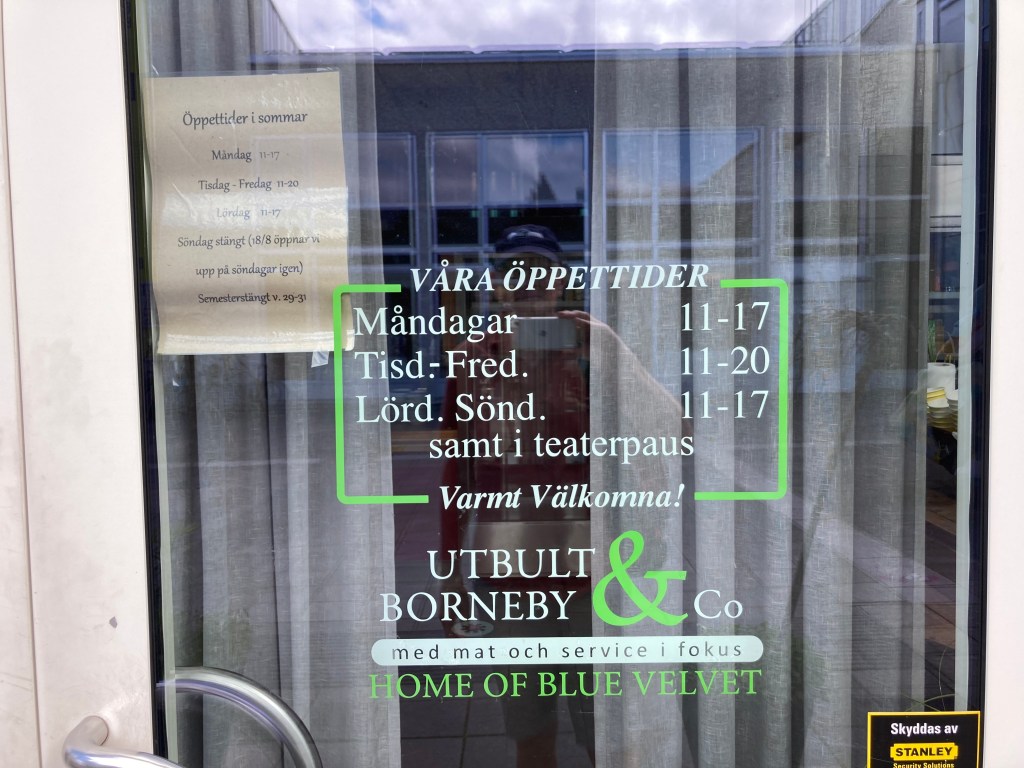 Öppettider i sommar
Måndag 11-17
Tisdag - Fredag 11-20
Lördag 11-17
Söndag stängt (18/8 öppnar vi
upp på söndagar igen)
Semesterstängt v. 29-31
VÅRA ÖPPETTIDER
Måndagar 11-17
Tisd.- Fred. 11-20
Lörd. Sönd. 11-17
samt i teaterpaus
Varmt Välkomna!
UTBULT
BORNEBY & Co
med mat och service i fokus
HOME OF BLUE VELVET
Skyddas av
STANLEY
Security Solutions